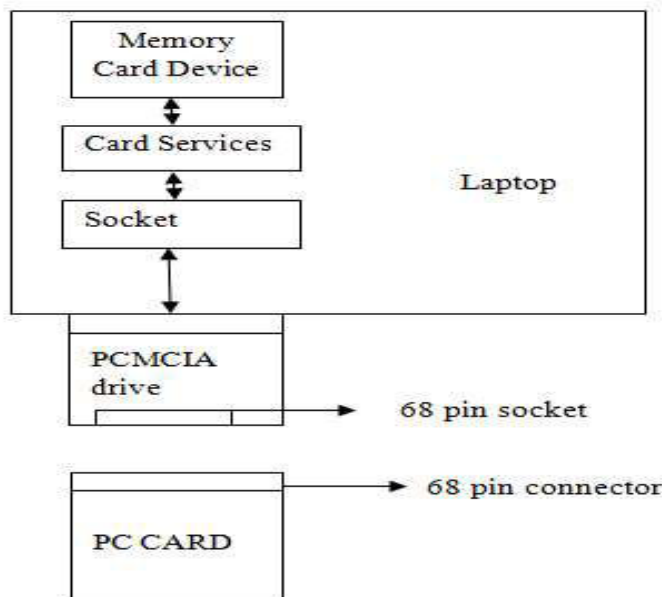 Memory
Card Device
Card Services
Laptop
Socket
PCMCIA
drive
68 pin socket
68 pin connector
PC CARD